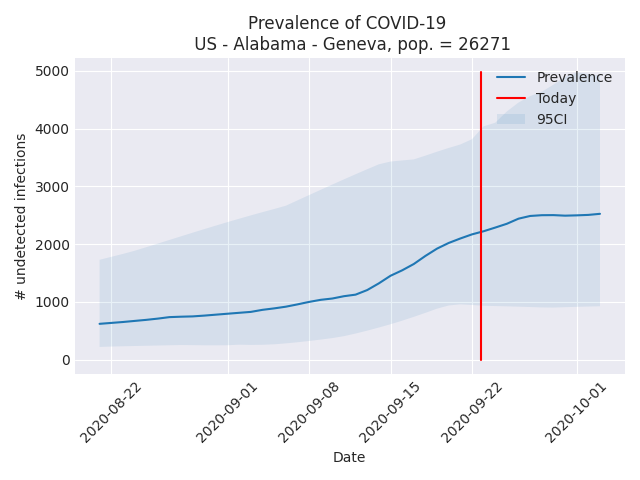 Prevalence of COVID-19
US - Alabama - Geneva, pop. = 26271
5000
4000
3000
2000
1000
0
# undetected infections
Prevalence
Today
95CI
2020-08-22
2020-09-01
2020-09-08
2020-09-15
2020-09-22
2020-10-01
Date